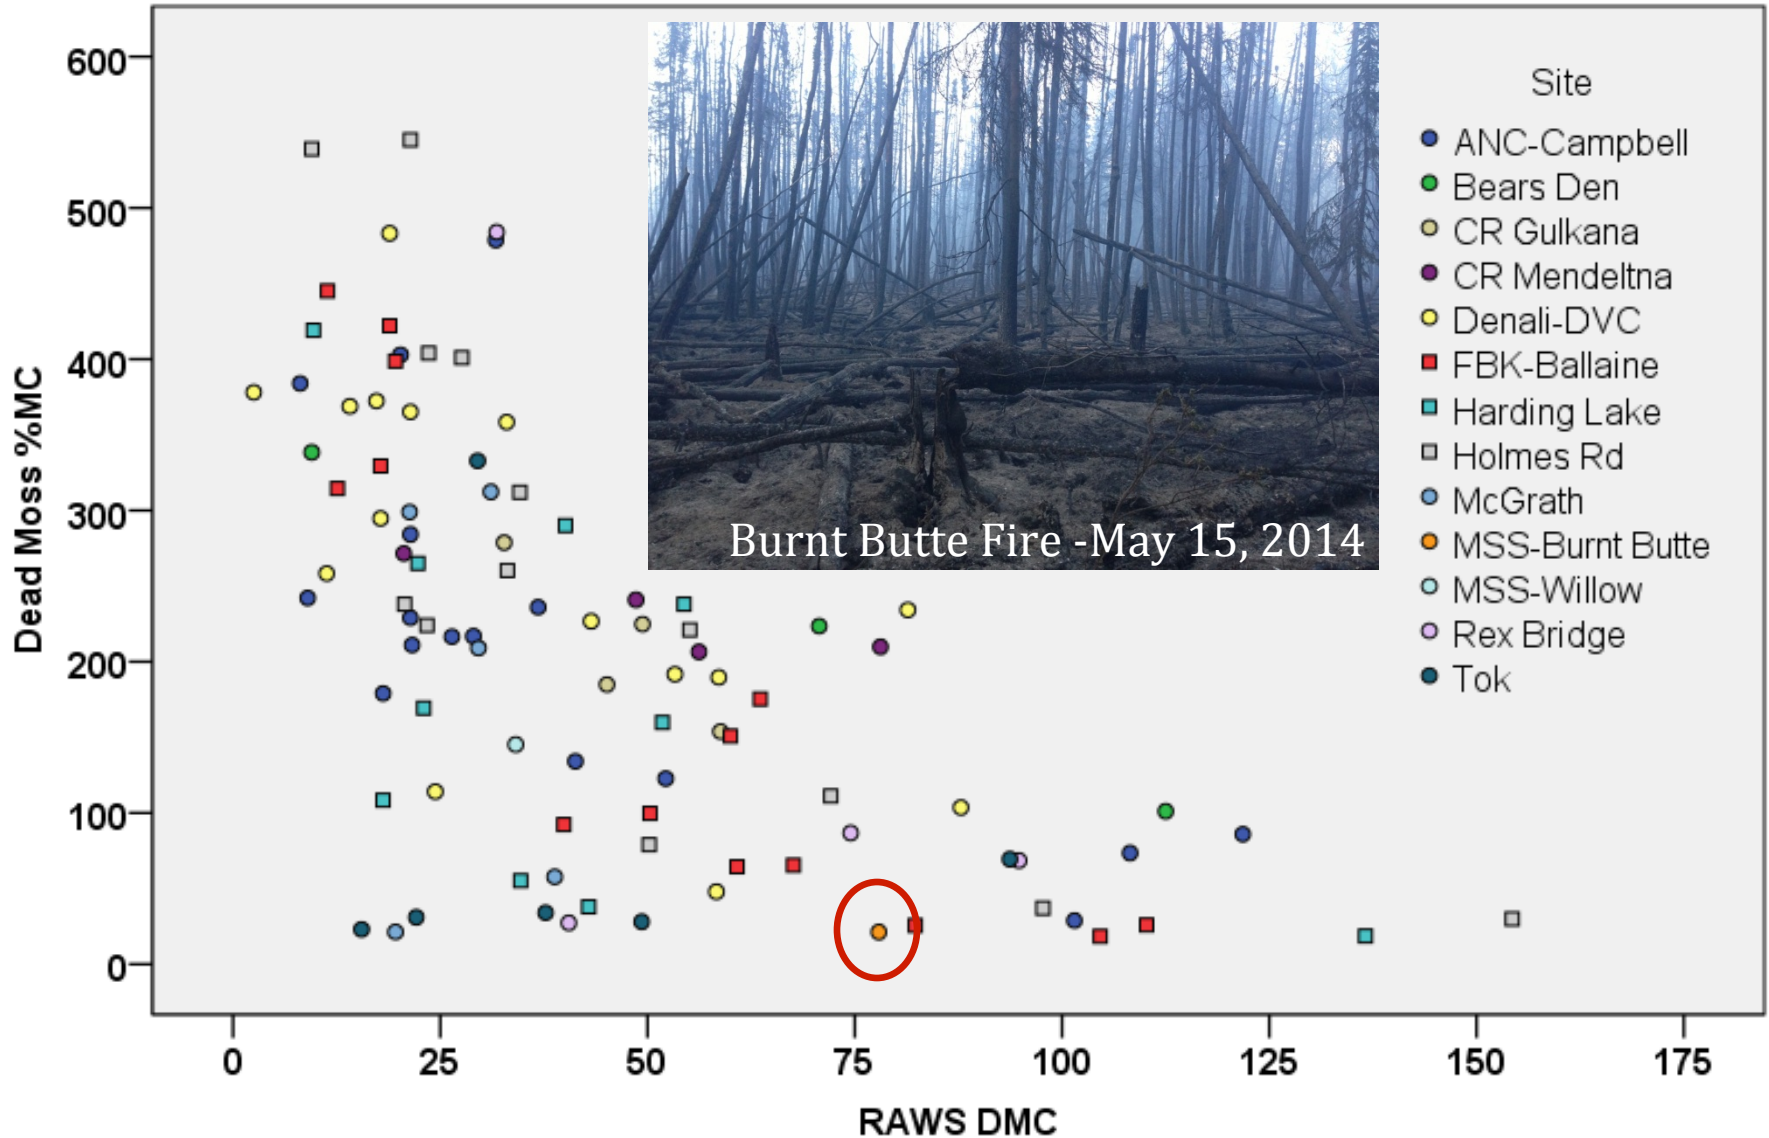 600
500
400
300
200
100
0
Dead Moss %MC
Burnt Butte Fire -May 15, 2014
Site
ANC-Campbell
Bears Den
CR Gulkana
CR Mendeltna
Denali-DVC
FBK-Ballaine
Harding Lake
Holmes Rd
McGrath
MSS-Burnt Butte
MSS-Willow
Rex Bridge
Tok
0 25 50 75 100 125 150 175
RAWS DMC